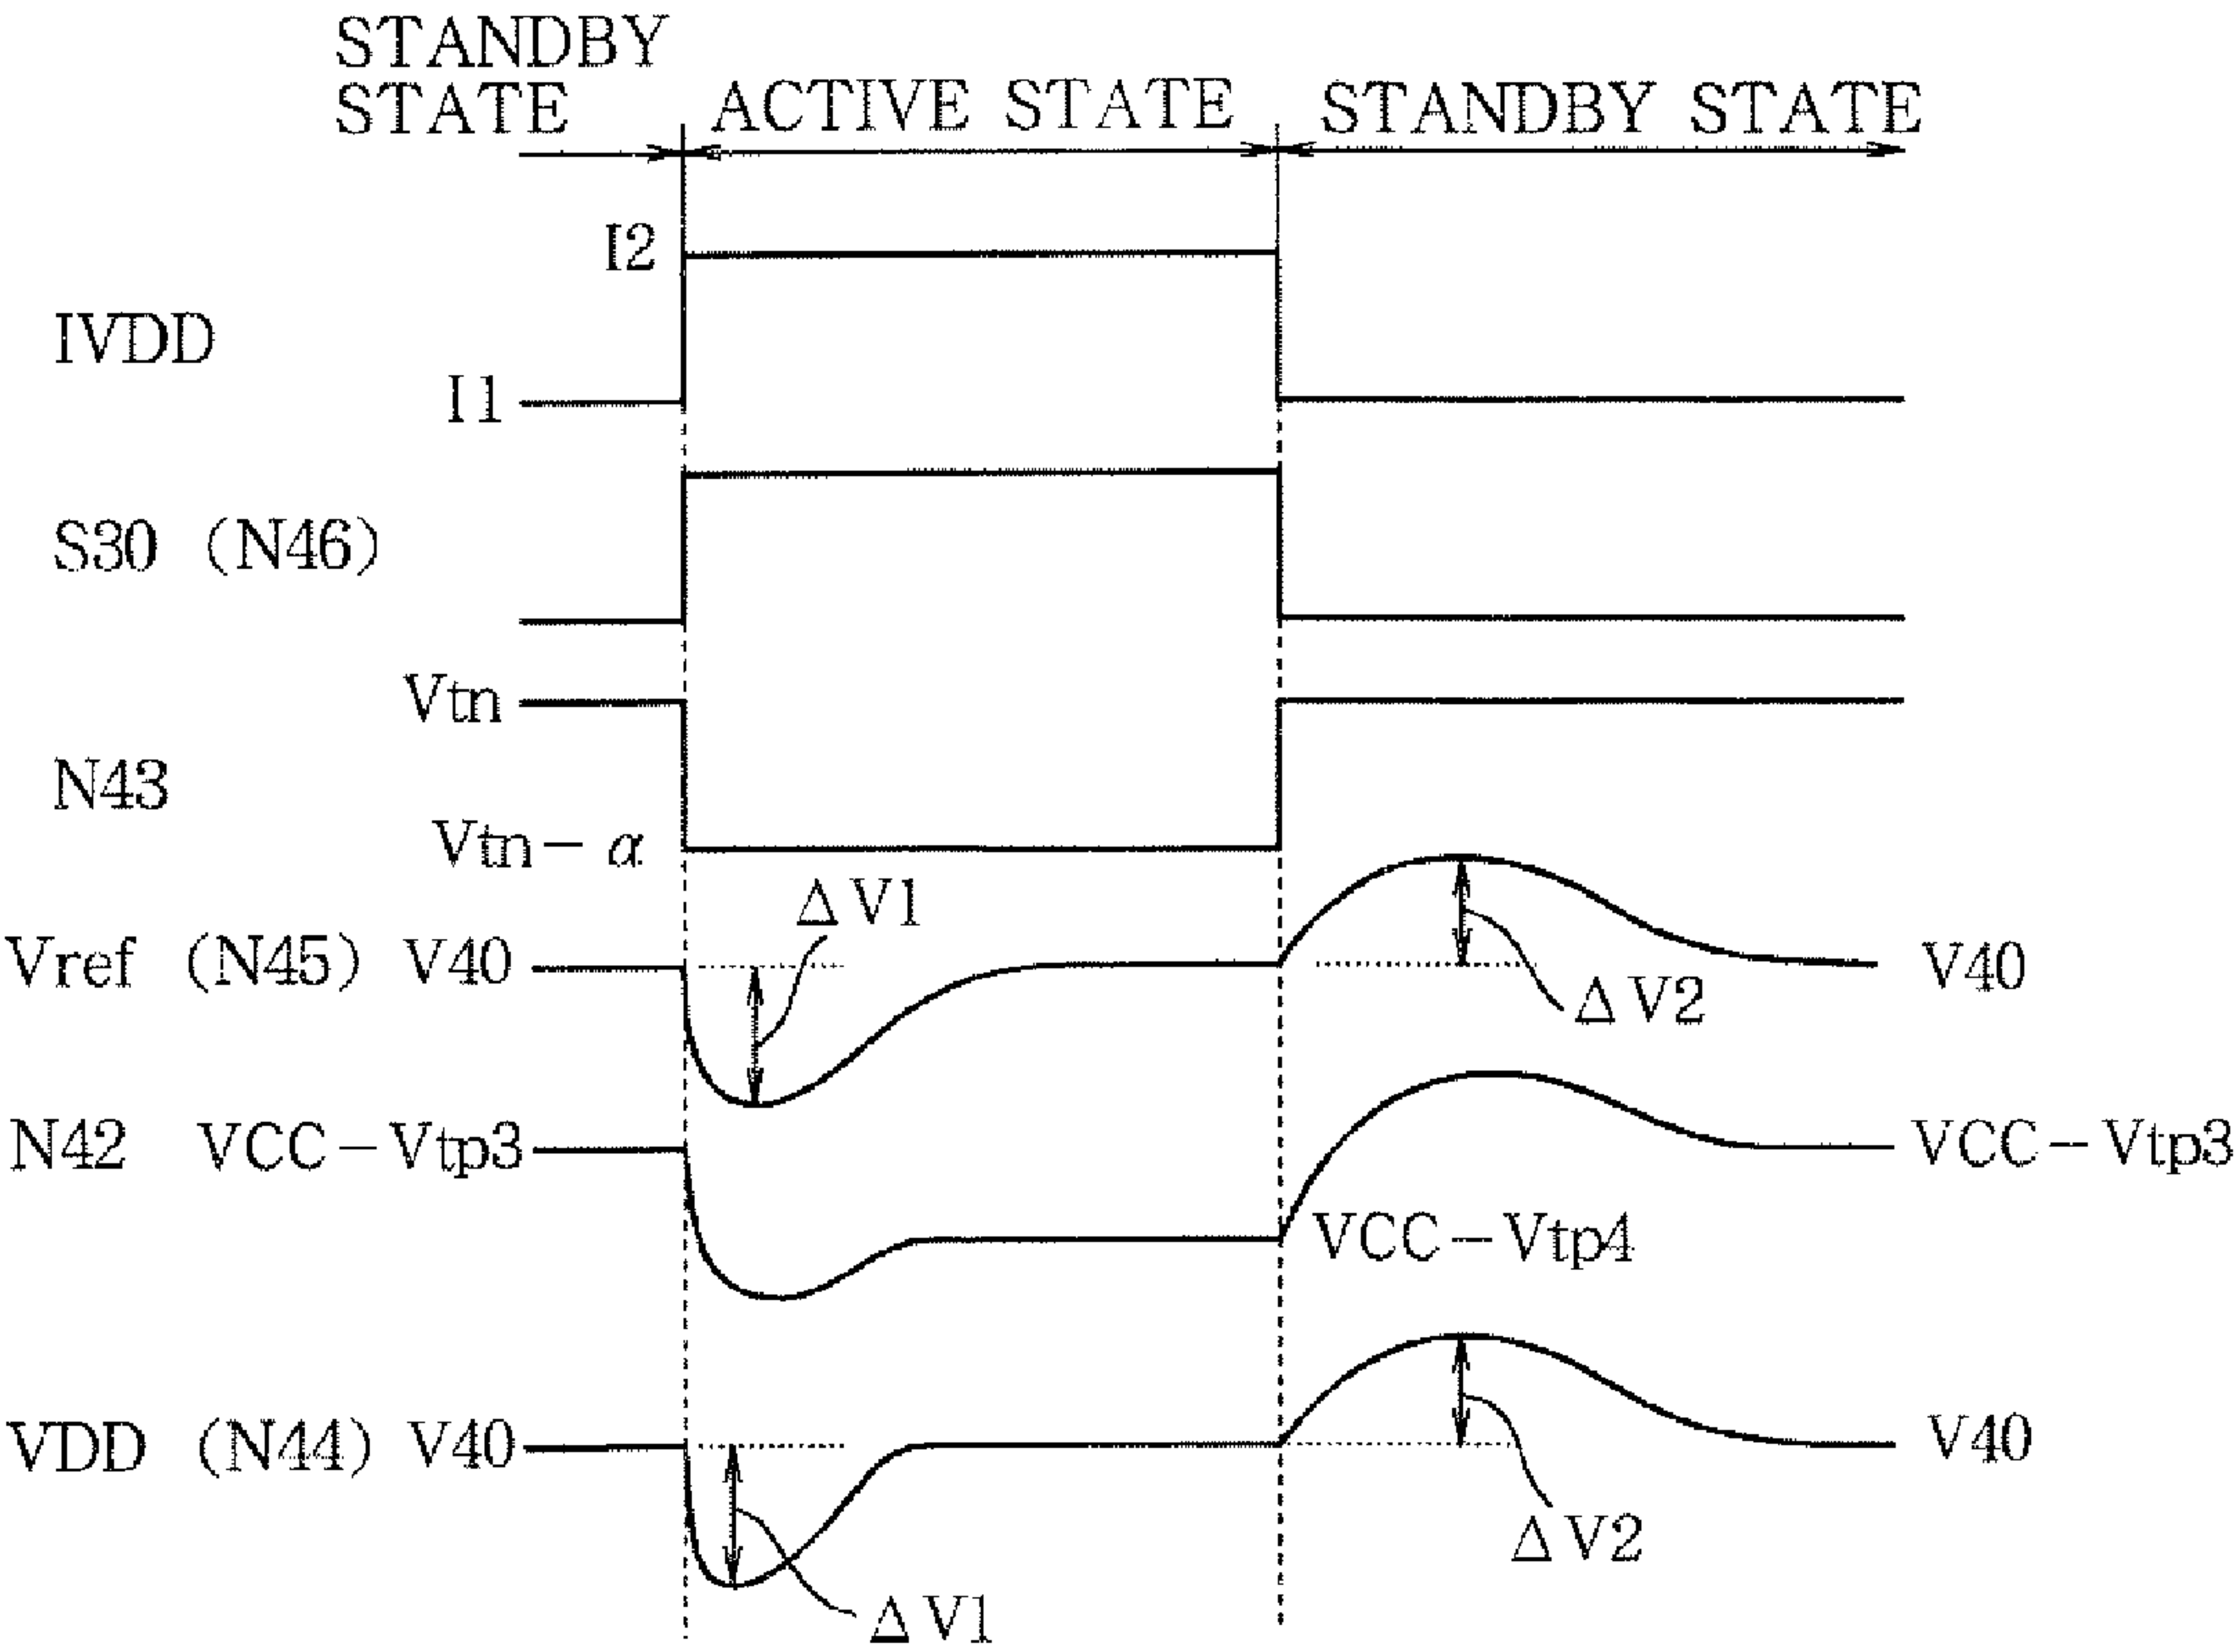 STANDBY
STATE
ACTIVE STATE
STANDBY STATE
I2
IVDD
I1
S30 (N46)
Vtn
N43
Vtn-α
ΔV1
Vref (N45) V40
V40
ΔV2
N42 VCC-Vtp3
VCC-Vtp3
VCC-Vtp4
VDD (N44) V40
V40
ΔV2
ΔV1